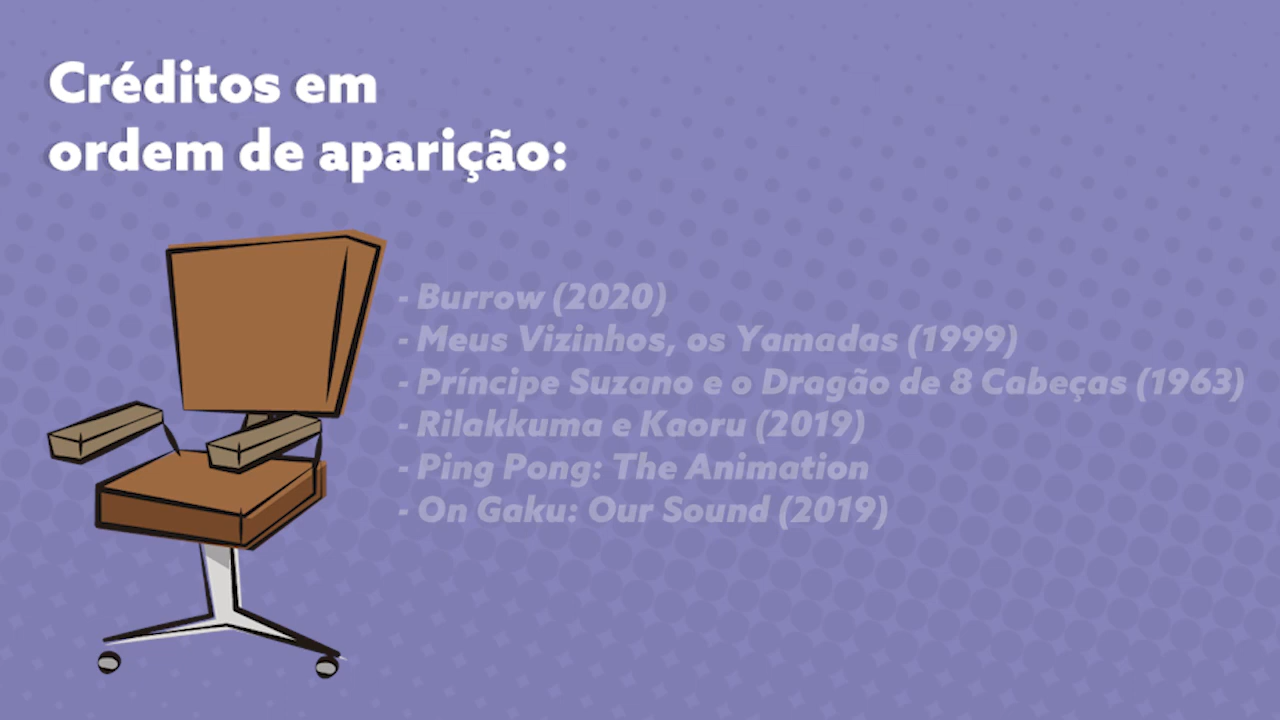 Créditos em
ordem de aparição:
- Burrow (2020)
- Meus Vizinhos, os Yamadas (1999)
- Príncipe Suzano e o Dragão de 8 Cabeças (1963)
- Rilakkuma e Kaoru (2019)
- Ping Pong: The Animation
- On Gaku: Our Sound (2019)